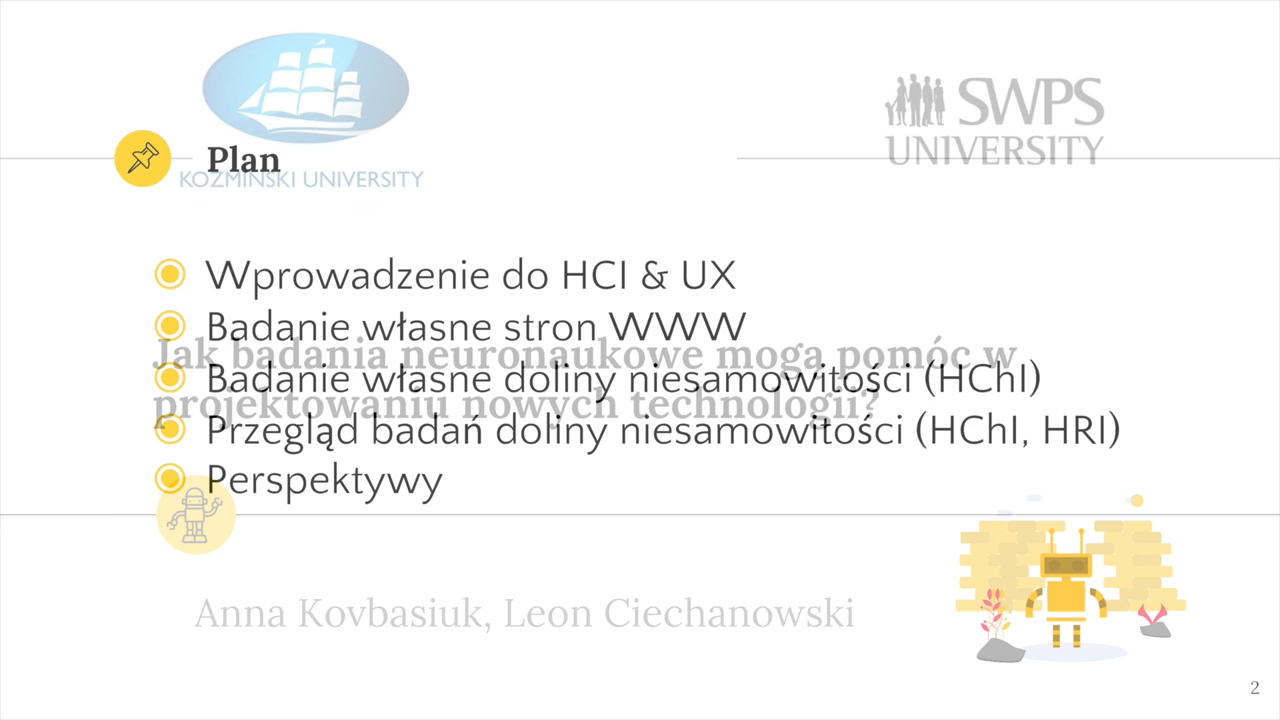 SWPS
UNIVERSITY
Plan
KOZMINSKI UNIVERSITY
Wprowadzenie do HCI & UX
Badanie własne stron WWW
Jak badania neuronaukowe mogą pomóc w
Badanie własne doliny niesamowitości (HChI)
projektowaniu nowych technologii?
Przegląd badań doliny niesamowitości (HChI, HRI)
Perspektywy
Anna Kovbasiuk, Leon Ciechanowski
2